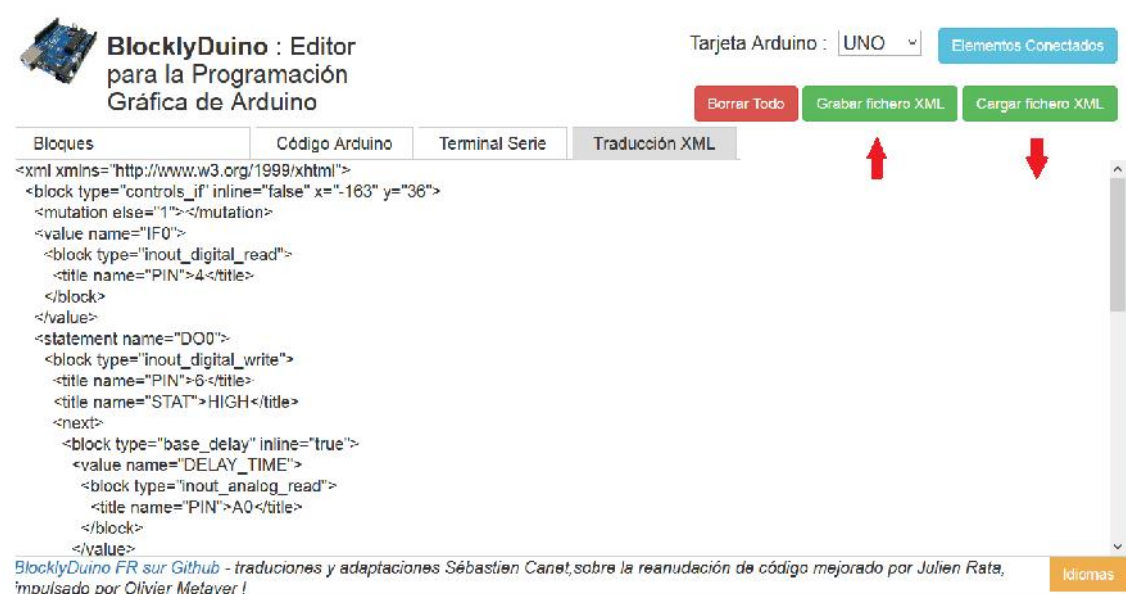 BlocklyDuino : Editor
para la Programación
Gráfica de Arduino
Tarjeta Arduino : UNO
Elementos Conectados
Borrar Todo
Grabar fichero XML
Cargar fichero XML
Bloques
Código Arduino
Terminal Serie
Traducción XML
<xml xmlns="http://www.w3.org/1999/xhtml">
<block type="controls_if" inline="false" x="-163" y="36">
<mutation else="1"></mutation>
<value name="IF0">
<block type="inout_digital_read">
<title name="PIN">4</title>
</block>
</value>
<statement name="DO0">
<block type="inout_digital_write">
<title name="PIN">6</title>
<title name="STAT">HIGH</title>
<next>
<block type="base_delay" inline="true">
<value name="DELAY_TIME">
<block type="inout_analog_read">
<title name="PIN">A0</title>
</block>
</value>
BlocklyDuino FR sur Github - traduciones y adaptaciones Sébastien Canet,sobre la reanudación de código mejorado por Julien Rata,
impulsado por Olivier Metayer !
Idiomas